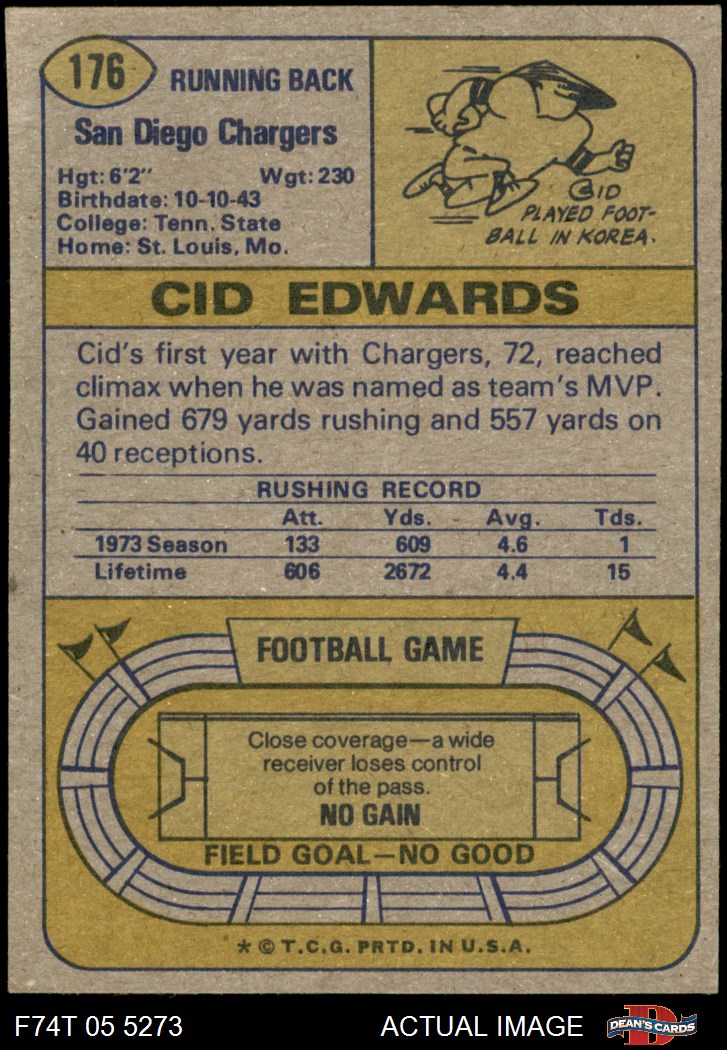 176
RUNNING BACK
San Diego Chargers
Hgt: 6'2" Wgt: 230
Birthdate: 10-10-43
College: Tenn. State
Home: St. Louis, Mo.
CID
PLAYED FOOT-
BALL IN KOREA.
CID EDWARDS
Cid's first year with Chargers, 72, reached
climax when he was named as team's MVP.
Gained 679 yards rushing and 557 yards on
40 receptions.
RUSHING RECORD
Att. Yds. Avg. Tds.
1973 Season 133 609 4.6 1
Lifetime 606 2672 4.4 15
FOOTBALL GAME
Close coverage—a wide
receiver loses control
of the pass.
NO GAIN
FIELD GOAL—NO GOOD
* © T.C.G. PRTD. IN U.S.A.
F74T 05 5273 ACTUAL IMAGE DEAN'S CARDS